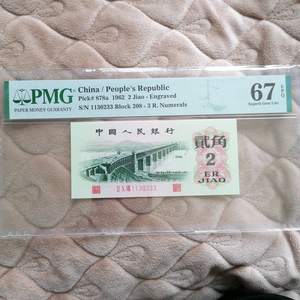 PMG
PAPER MONEY GUARANTY
China / People's Republic
Pick# 878a 1962 2 Jiao - Engraved
S/N 1130233 Block 208 - 3 R. Numerals
67 EPQ
Superb Gem Unc
中國人民銀行
貳角
2
ER
JIAO
1130233